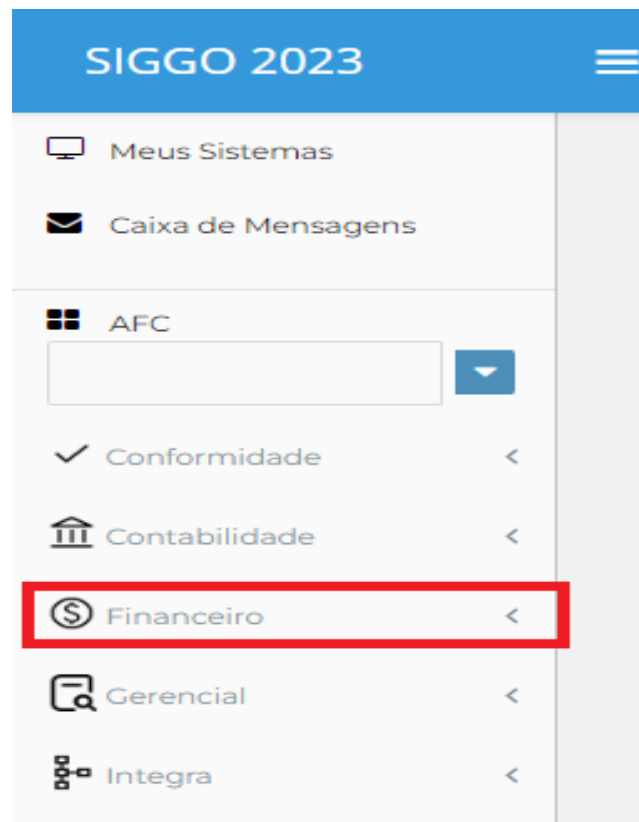 SIGGO 2023
Meus Sistemas
Caixa de Mensagens
AFC
Conformidade
Contabilidade
Financeiro
Gerencial
Integra